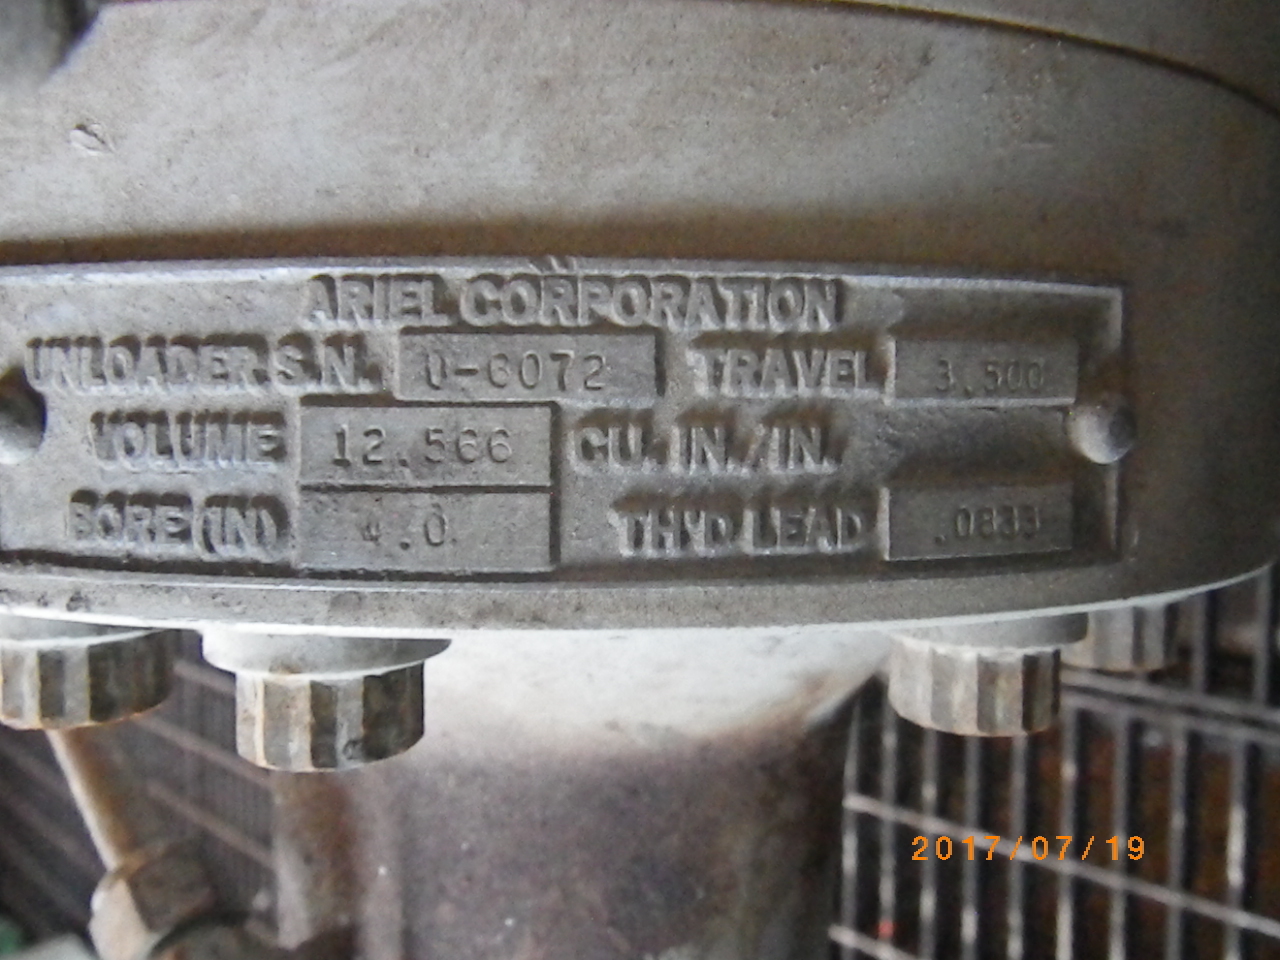 ARIEL CORPORATION
UNLOADER S.N. U-6072 TRAVEL 3.500
VOLUME 12.566 CU. IN./IN.
BORE (IN) 4.0 TH'D LEAD .0833
2017/07/19